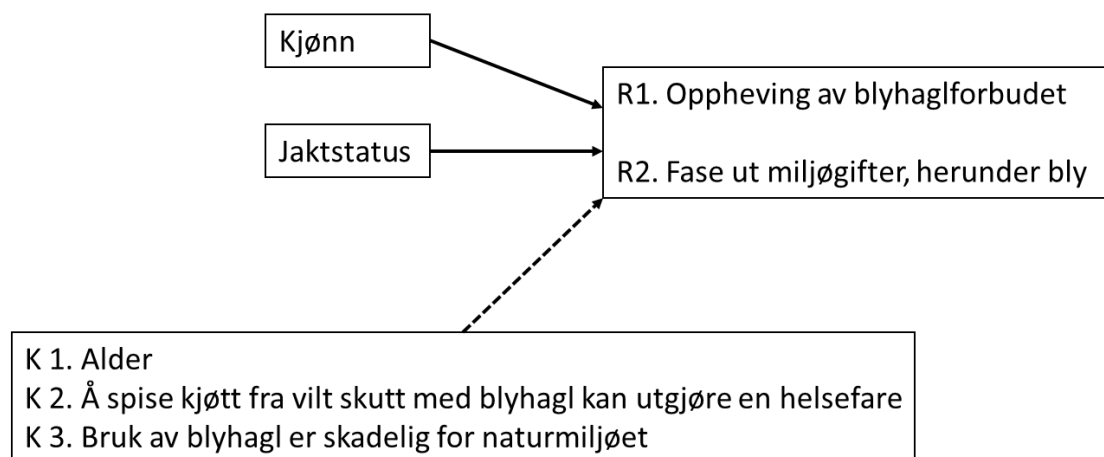 Kjønn
Jaktstatus
R1. Oppheving av blyhaglforbudet
R2. Fase ut miljøgifter, herunder bly
K 1. Alder
K 2. Å spise kjøtt fra vilt skutt med blyhagl kan utgjøre en helsefare
K 3. Bruk av blyhagl er skadelig for naturmiljøet